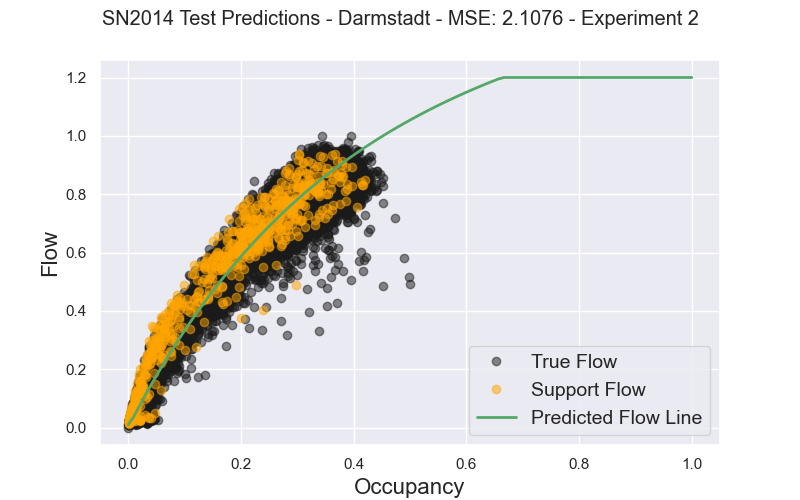 SN2014 Test Predictions - Darmstadt - MSE: 2.1076 - Experiment 2
1.2
1.0
0.8
0.6
0.4
0.2
0.0
Flow
True Flow
Support Flow
Predicted Flow Line
0.0 0.2 0.4 0.6 0.8 1.0
Occupancy